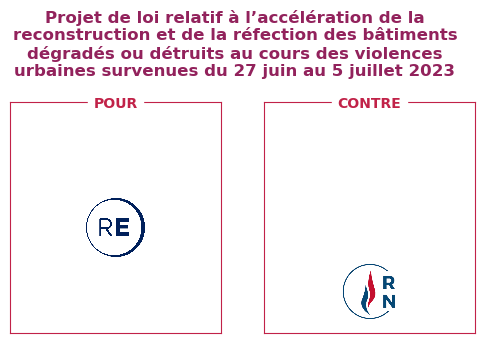 Projet de loi relatif à l’accélération de la
reconstruction et de la réfection des bâtiments
dégradés ou détruits au cours des violences
urbaines survenues du 27 juin au 5 juillet 2023
POUR
CONTRE
RE
R
N